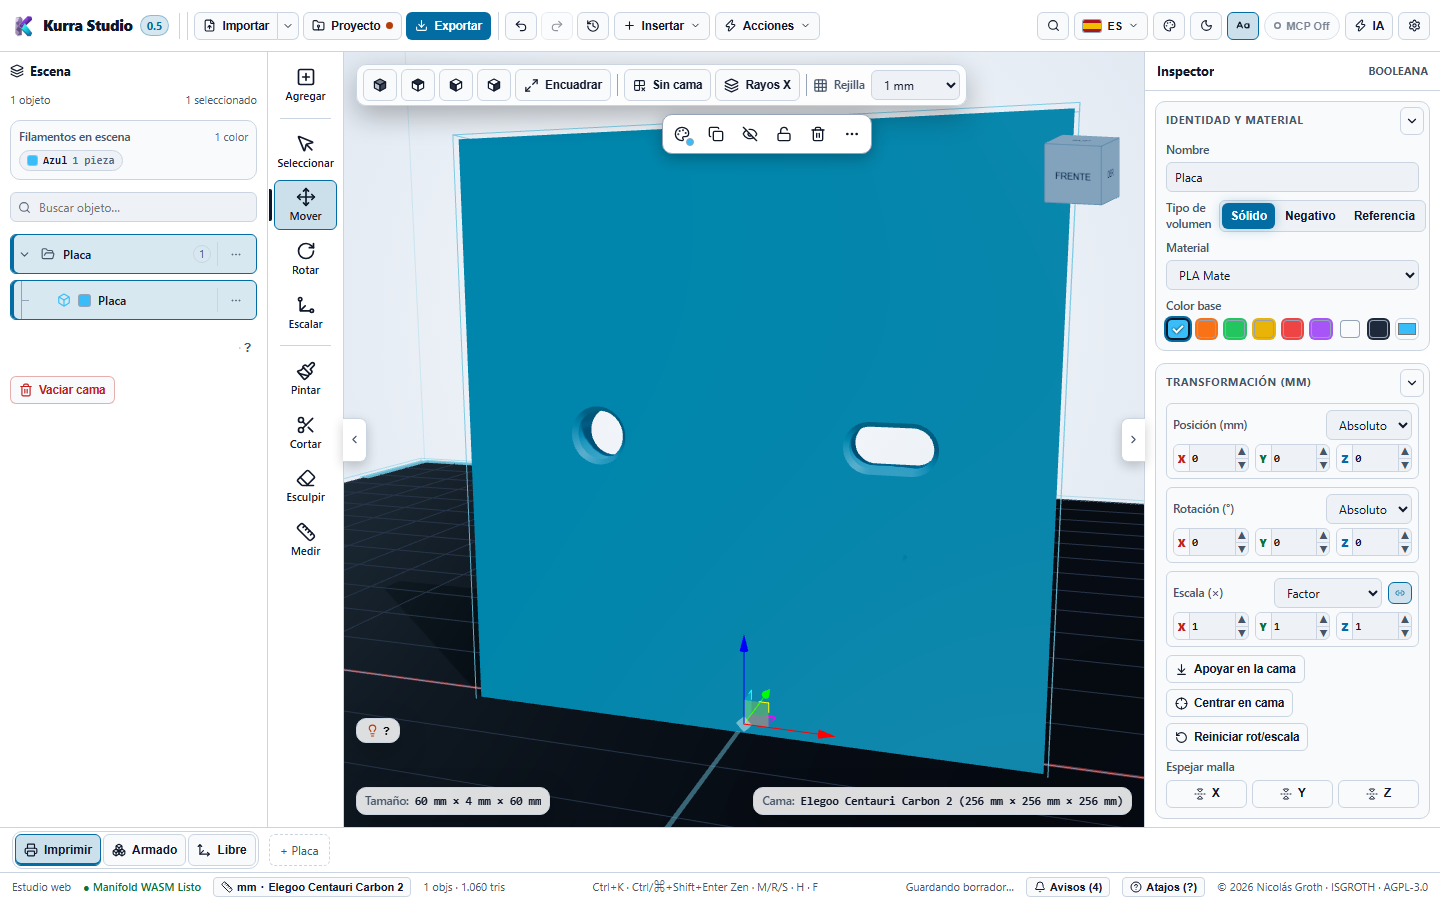 Kurra Studio 0.5
Importar
Proyecto
Exportar
Insertar
Acciones
ES
MCP Off
IA
Escena
1 objeto 1 seleccionado
Filamentos en escena 1 color
Azul 1 pieza
Buscar objeto...
Placa 1
Placa
?
Vaciar cama
Agregar
Seleccionar
Mover
Rotar
Escalar
Pintar
Cortar
Esculpir
Medir
Encuadrar
Sin cama
Rayos X
Rejilla 1 mm
FRENTE
?
Tamaño: 60 mm × 4 mm × 60 mm
Cama: Elegoo Centauri Carbon 2 (256 mm × 256 mm × 256 mm)
Inspector BOOLEANA
IDENTIDAD Y MATERIAL
Nombre
Placa
Tipo de volumen
Sólido Negativo Referencia
Material
PLA Mate
Color base
TRANSFORMACIÓN (MM)
Posición (mm) Absoluto
X 0 Y 0 Z 0
Rotación (°) Absoluto
X 0 Y 0 Z 0
Escala (×) Factor
X 1 Y 1 Z 1
Apoyar en la cama
Centrar en cama
Reiniciar rot/escala
Espejar malla
X Y Z
Imprimir Armado Libre + Placa
Estudio web ● Manifold WASM Listo mm · Elegoo Centauri Carbon 2 1 objs · 1.060 tris Ctrl+K · Ctrl/⌘+Shift+Enter Zen · M/R/S · H · F Guardando borrador... Avisos (4) Atajos (?) © 2026 Nicolás Groth · ISGROTH · AGPL-3.0